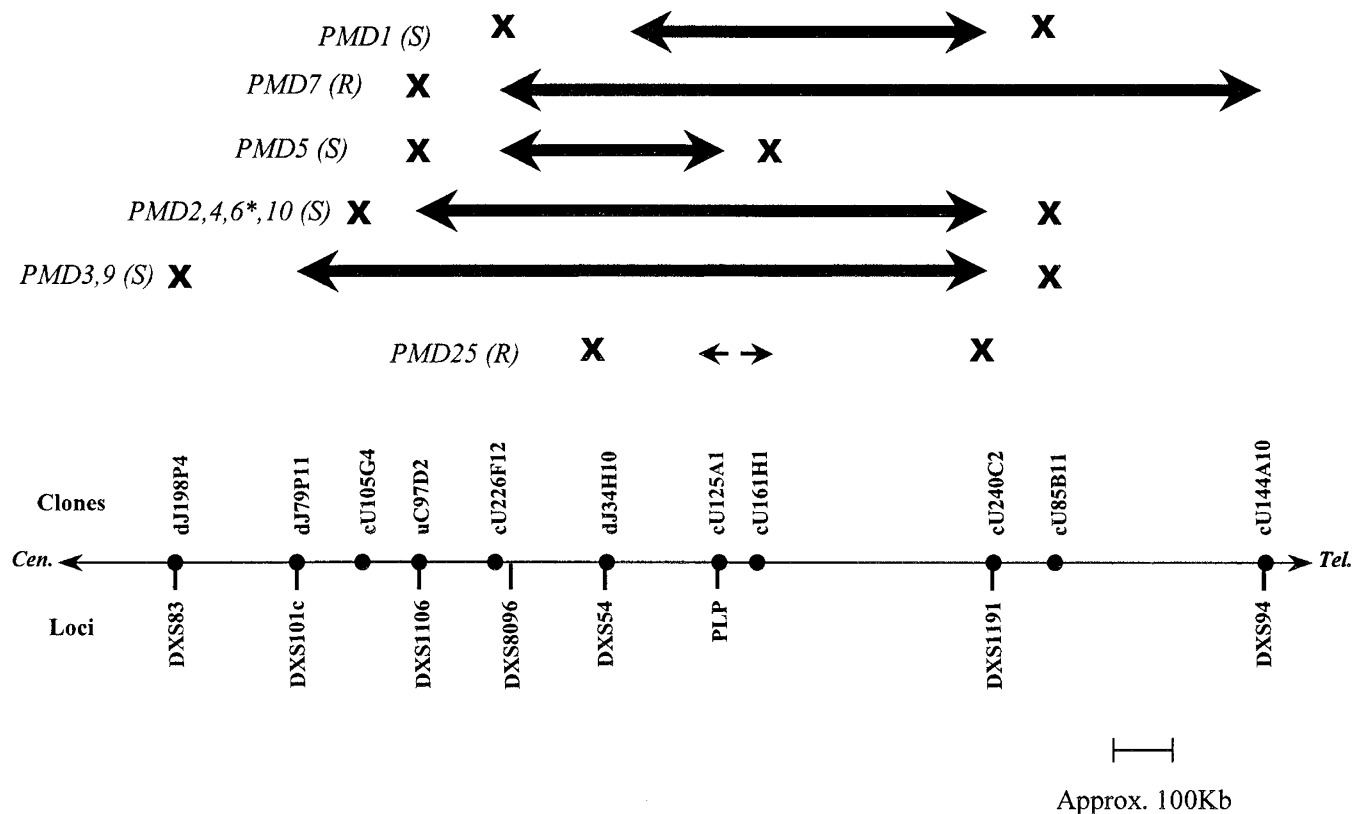 PMD1 (S) X X
PMD7 (R) X
PMD5 (S) X X
PMD2,4,6*,10 (S) X X
PMD3,9 (S) X X
PMD25 (R) X X
Clones
dJ198P4
dJ79P11
cU105G4
uC97D2
cU226F12
dJ34H10
cU125A1
cU161H1
cU240C2
cU85B11
cU144A10
Cen.
Tel.
Loci
DXS83
DXS101c
DXS1106
DXS8096
DXS54
PLP
DXS1191
DXS94
Approx. 100Kb